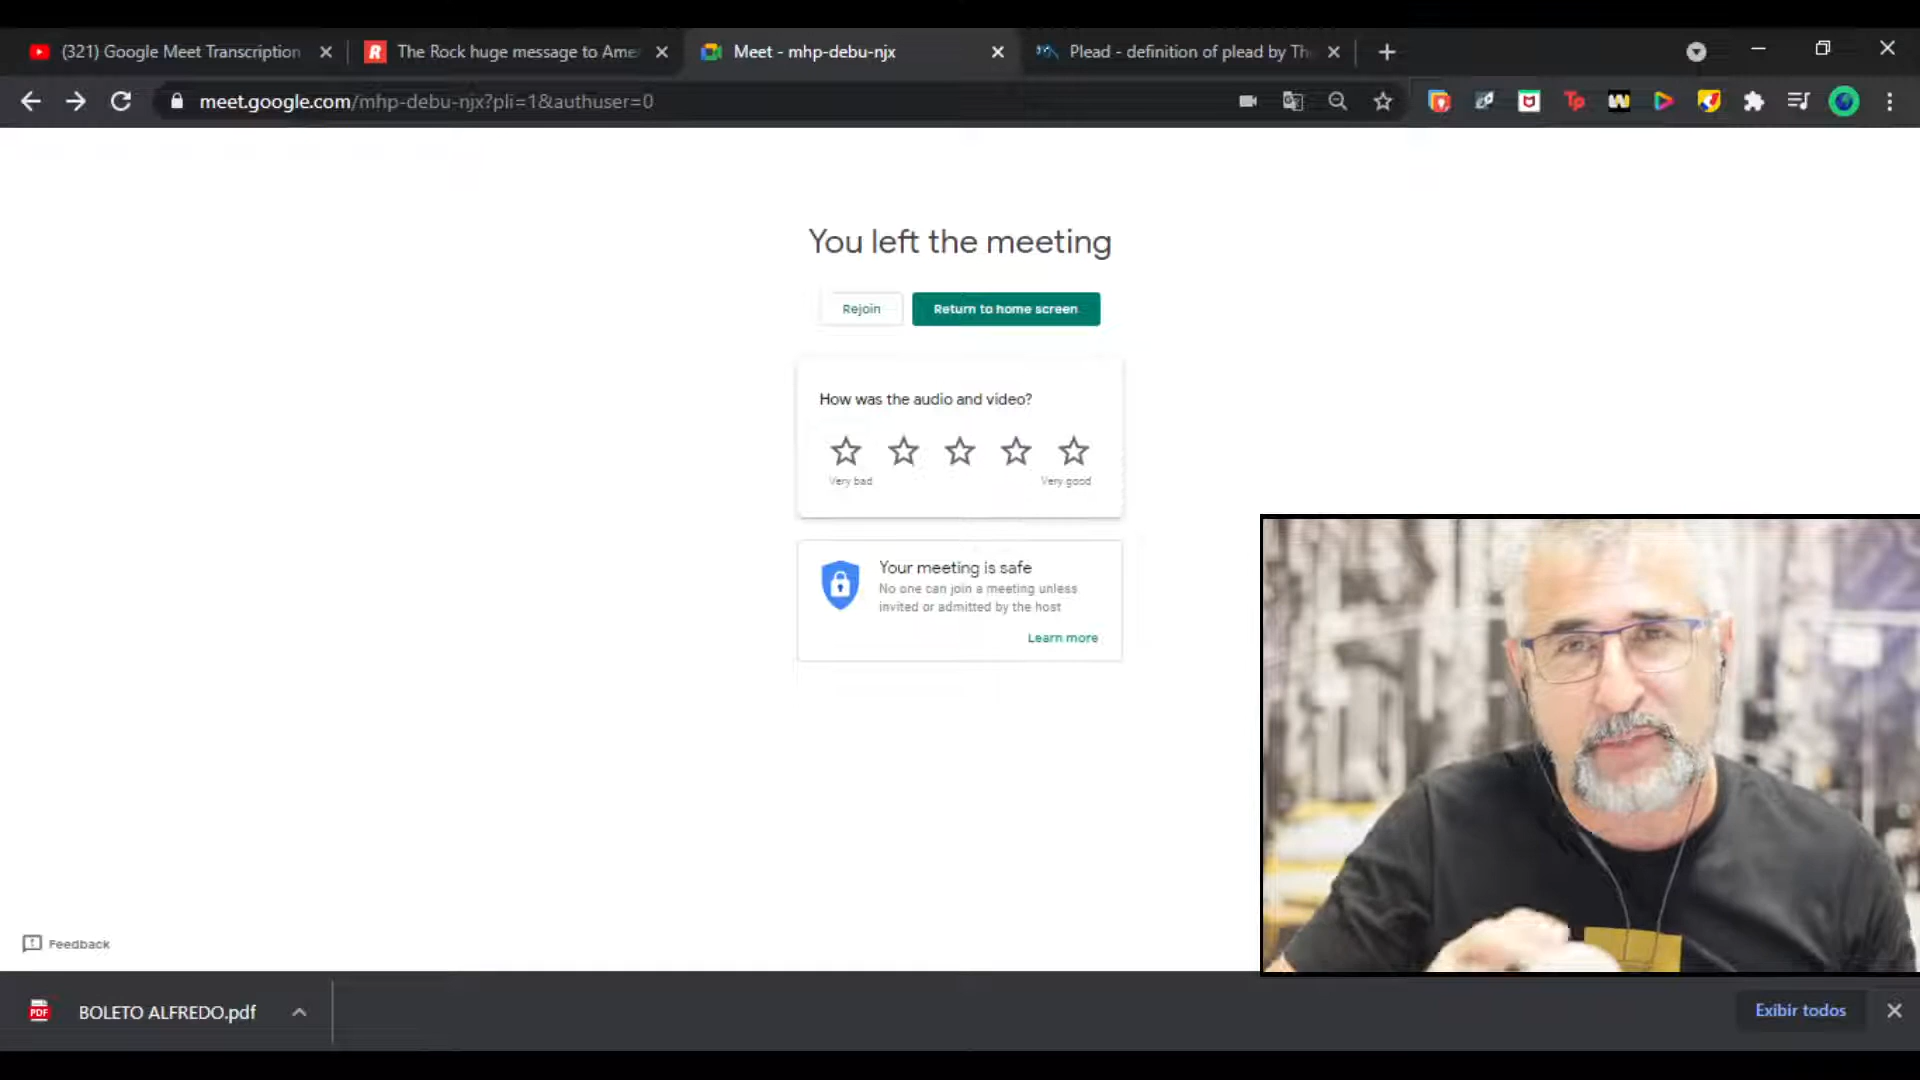 (321) Google Meet Transcription
The Rock huge message to Ame
Meet - mhp-debu-njx
Plead - definition of plead by Th
meet.google.com/mhp-debu-njx?pli=1&authuser=0
You left the meeting
Rejoin
Return to home screen
How was the audio and video?
Very bad
Very good
Your meeting is safe
No one can join a meeting unless
invited or admitted by the host
Learn more
Feedback
PDF
BOLETO ALFREDO.pdf
Exibir todos